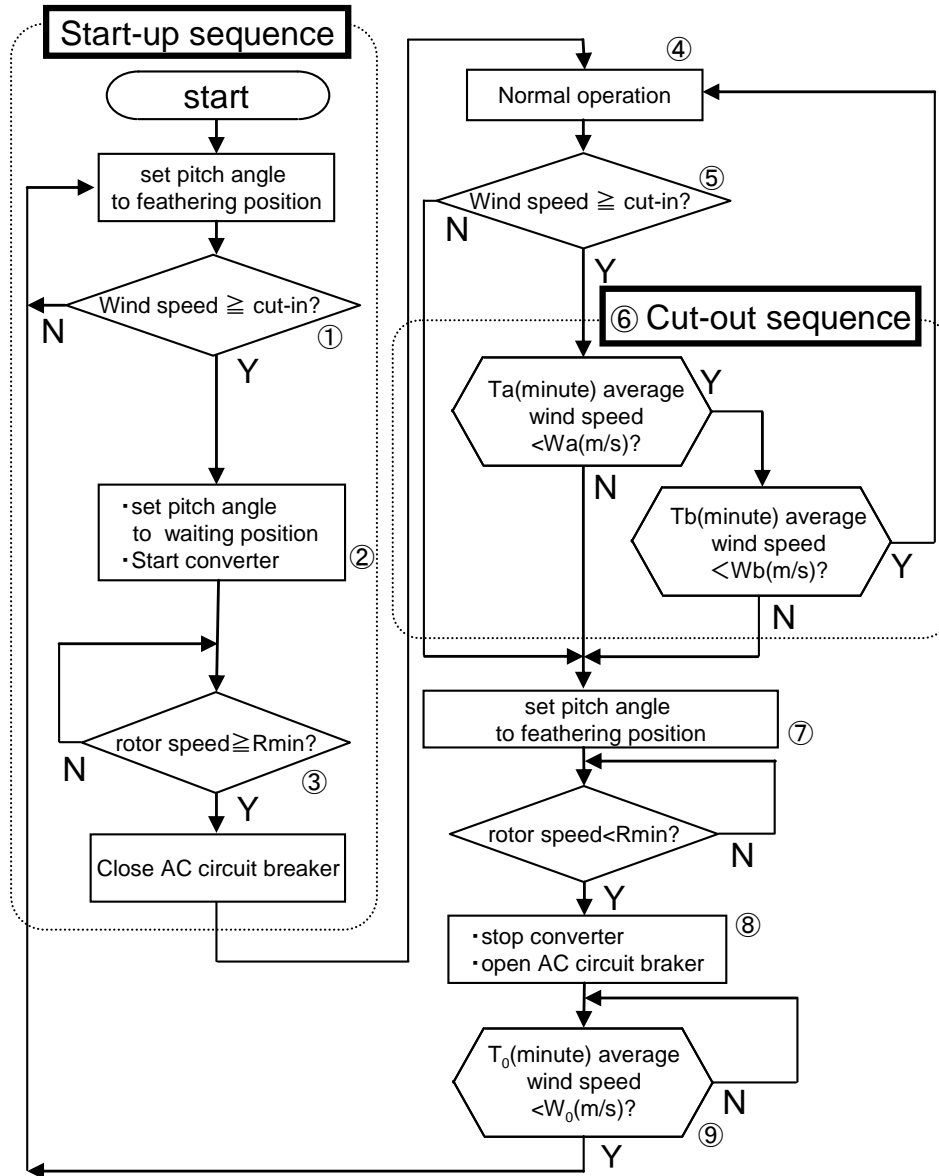 Start-up sequence
start
set pitch angle
to feathering position
Wind speed ≧ cut-in?
N
①
Y
・set pitch angle
to waiting position
・Start converter
②
rotor speed≧Rmin?
N
③
Y
Close AC circuit breaker
④
Normal operation
⑤
Wind speed ≧ cut-in?
N
Y
⑥ Cut-out sequence
Ta(minute) average
wind speed
<Wa(m/s)?
Y
N
Tb(minute) average
wind speed
<Wb(m/s)?
Y
N
set pitch angle
to feathering position
⑦
rotor speed<Rmin?
N
Y
⑧
・stop converter
・open AC circuit braker
T0(minute) average
wind speed
<W0(m/s)?
N
⑨
Y